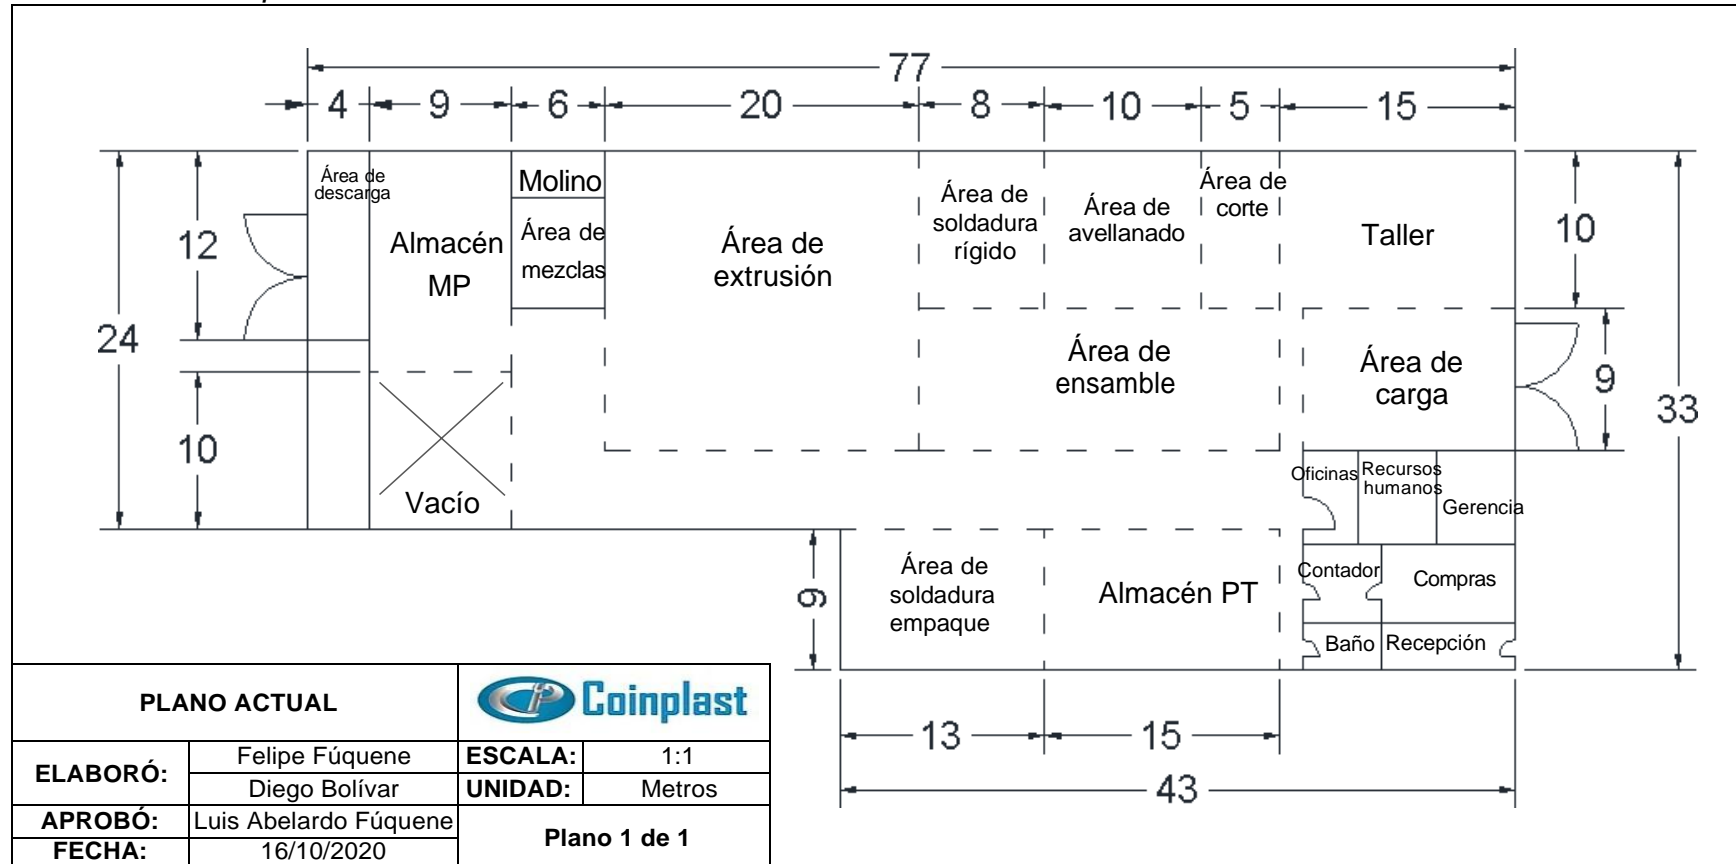 77
4 9 6 20 8 10 5 15
Área de
descarga
Molino
Área de
corte
Área de
soldadura
rígido
Área de
avellanado
Taller
10
12
Almacén
MP
Área de
mezclas
Área de
extrusión
24
Área de
ensamble
Área de
carga
9
33
10
Vacío
Oficinas
Recursos
humanos
Gerencia
9
Área de
soldadura
empaque
Almacén PT
Contador
Compras
Baño
Recepción
13 15
43
PLANO ACTUAL
Coinplast
ELABORÓ:
Felipe Fúquene
Diego Bolívar
ESCALA: 1:1
UNIDAD: Metros
APROBÓ: Luis Abelardo Fúquene
FECHA: 16/10/2020
Plano 1 de 1